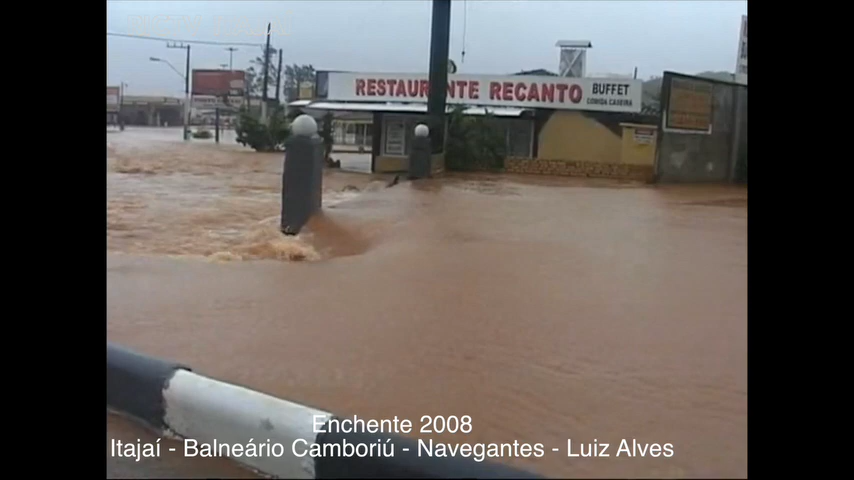 RESTAURANTE RECANTO
BUFFET
COMIDA CASEIRA
Enchente 2008
Itajaí - Balneário Camboriú - Navegantes - Luiz Alves